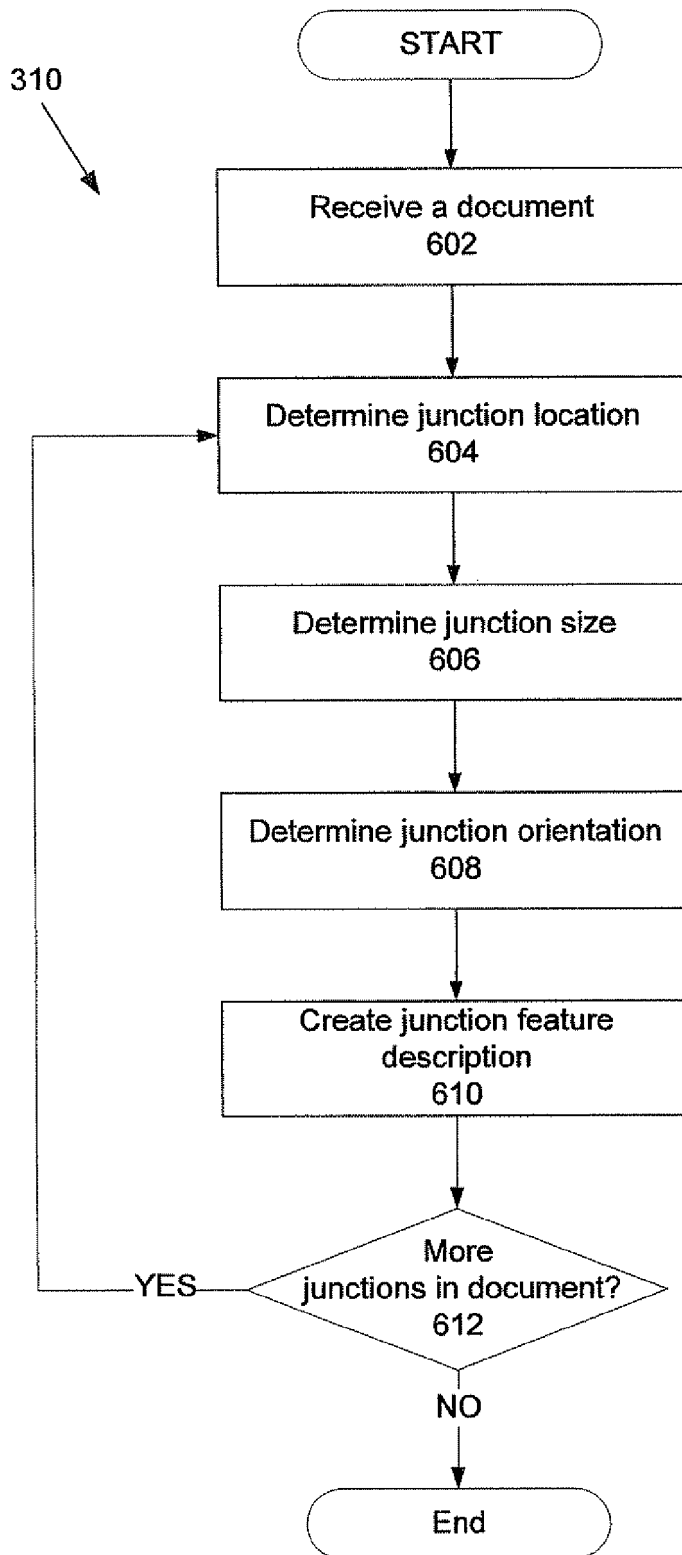 START
310
Receive a document
602
Determine junction location
604
Determine junction size
606
Determine junction orientation
608
Create junction feature
description
610
More
junctions in document?
612
YES
NO
End